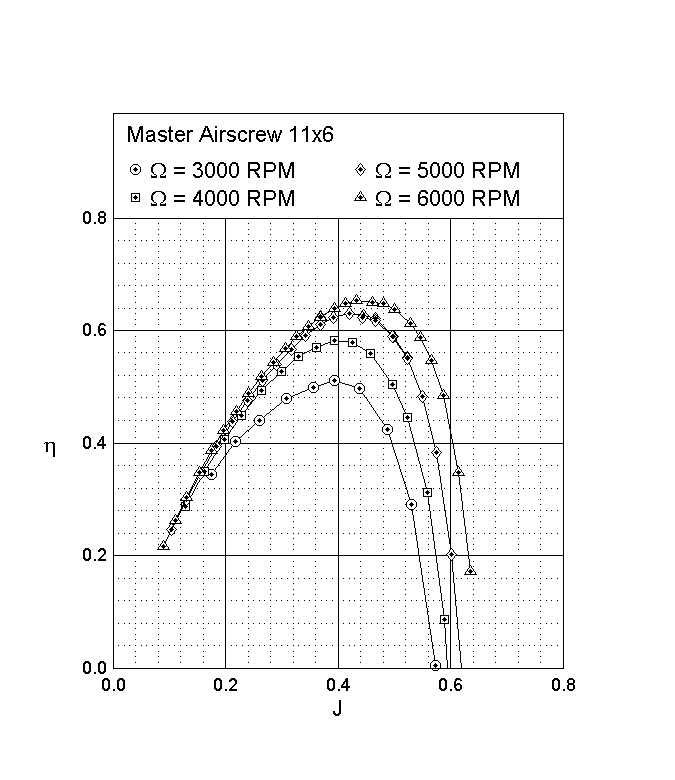 Master Airscrew 11x6
Ω = 3000 RPM
Ω = 5000 RPM
Ω = 4000 RPM
Ω = 6000 RPM
0.8
0.6
0.4
η
0.2
0.0
0.0 0.2 0.4 0.6 0.8
J